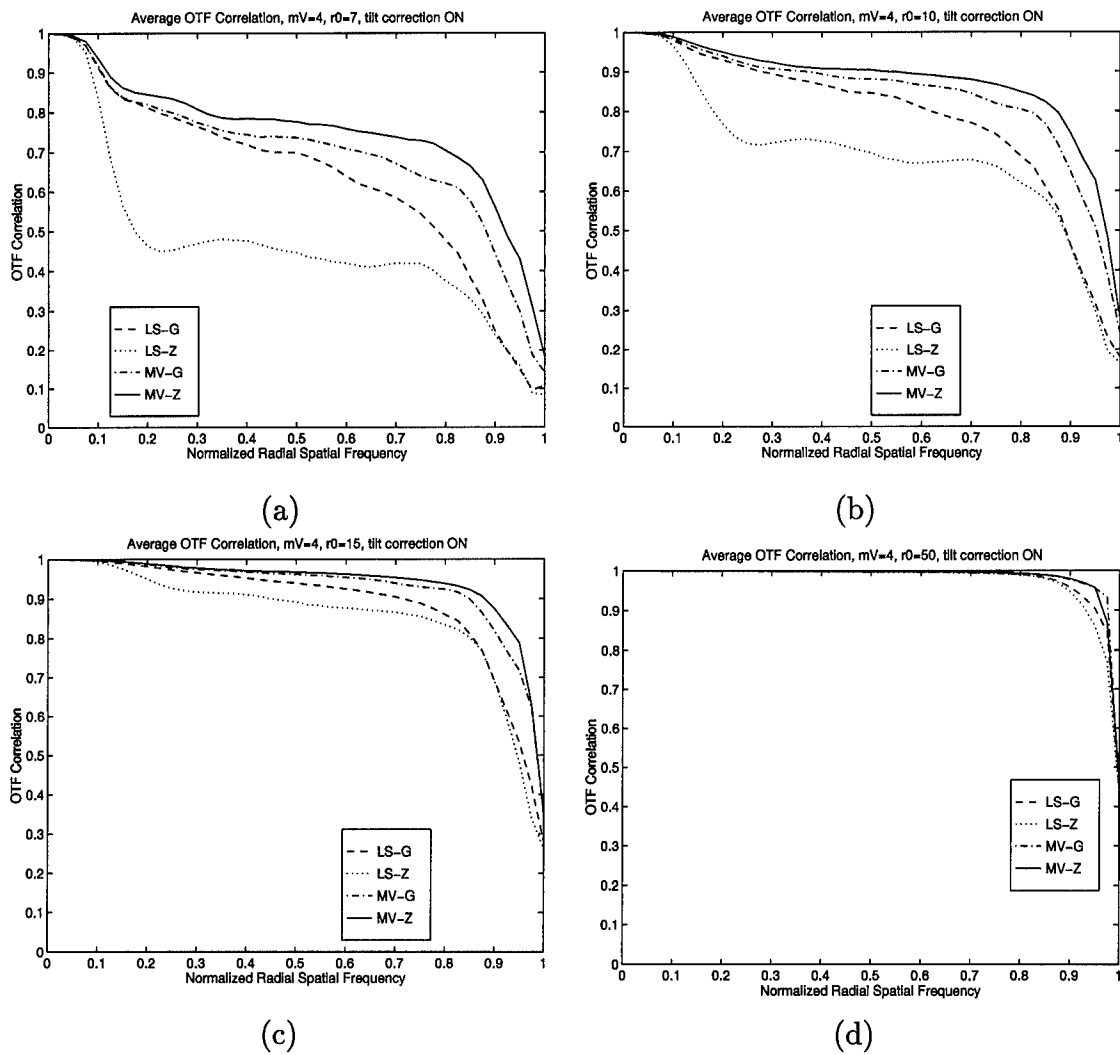 Average OTF Correlation, mV=4, r0=7, tilt correction ON
1
0.9
0.8
0.7
0.6
0.5
0.4
0.3
0.2
0.1
0
OTF Correlation
LS-G
LS-Z
MV-G
MV-Z
0 0.1 0.2 0.3 0.4 0.5 0.6 0.7 0.8 0.9 1
Normalized Radial Spatial Frequency
(a)
Average OTF Correlation, mV=4, r0=10, tilt correction ON
1
0.9
0.8
0.7
0.6
0.5
0.4
0.3
0.2
0.1
0
OTF Correlation
LS-G
LS-Z
MV-G
MV-Z
0 0.1 0.2 0.3 0.4 0.5 0.6 0.7 0.8 0.9 1
Normalized Radial Spatial Frequency
(b)
Average OTF Correlation, mV=4, r0=15, tilt correction ON
1
0.9
0.8
0.7
0.6
0.5
0.4
0.3
0.2
0.1
0
OTF Correlation
LS-G
LS-Z
MV-G
MV-Z
0 0.1 0.2 0.3 0.4 0.5 0.6 0.7 0.8 0.9 1
Normalized Radial Spatial Frequency
(c)
Average OTF Correlation, mV=4, r0=50, tilt correction ON
1
0.9
0.8
0.7
0.6
0.5
0.4
0.3
0.2
0.1
0
OTF Correlation
LS-G
LS-Z
MV-G
MV-Z
0 0.1 0.2 0.3 0.4 0.5 0.6 0.7 0.8 0.9 1
Normalized Radial Spatial Frequency
(d)